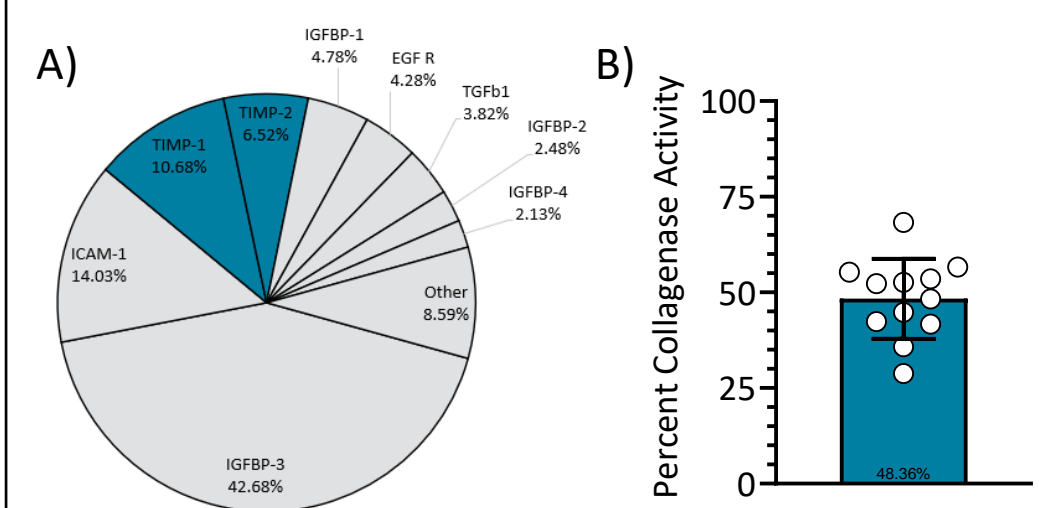 A)
IGFBP-1
4.78%
EGF R
4.28%
TGFb1
3.82%
IGFBP-2
2.48%
IGFBP-4
2.13%
TIMP-2
6.52%
TIMP-1
10.68%
ICAM-1
14.03%
Other
8.59%
IGFBP-3
42.68%
B)
Percent Collagenase Activity
100
75
50
25
0
48.36%